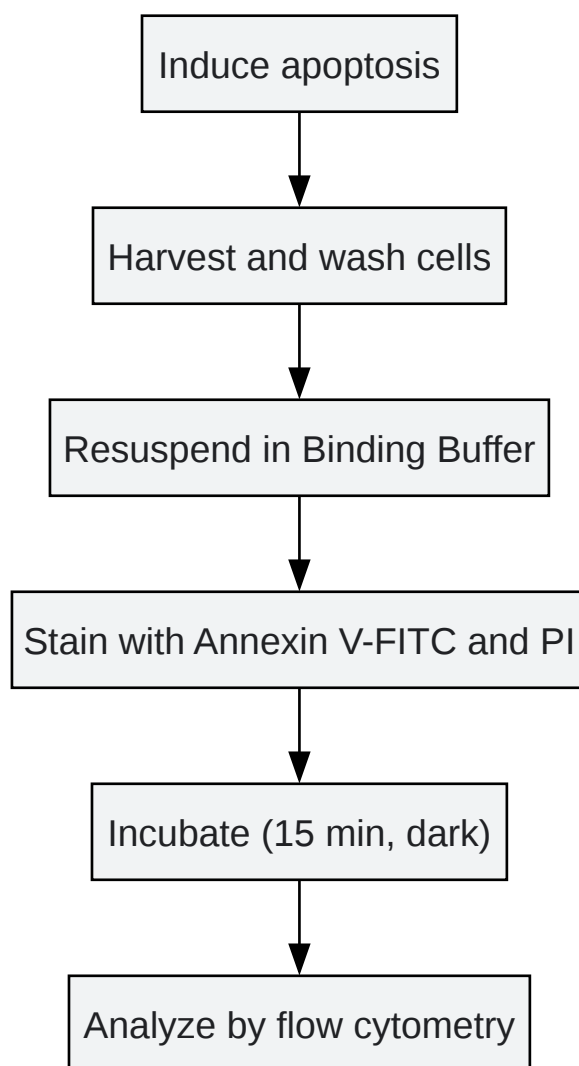 Induce apoptosis
Harvest and wash cells
Resuspend in Binding Buffer
Stain with Annexin V-FITC and PI
Incubate (15 min, dark)
Analyze by flow cytometry